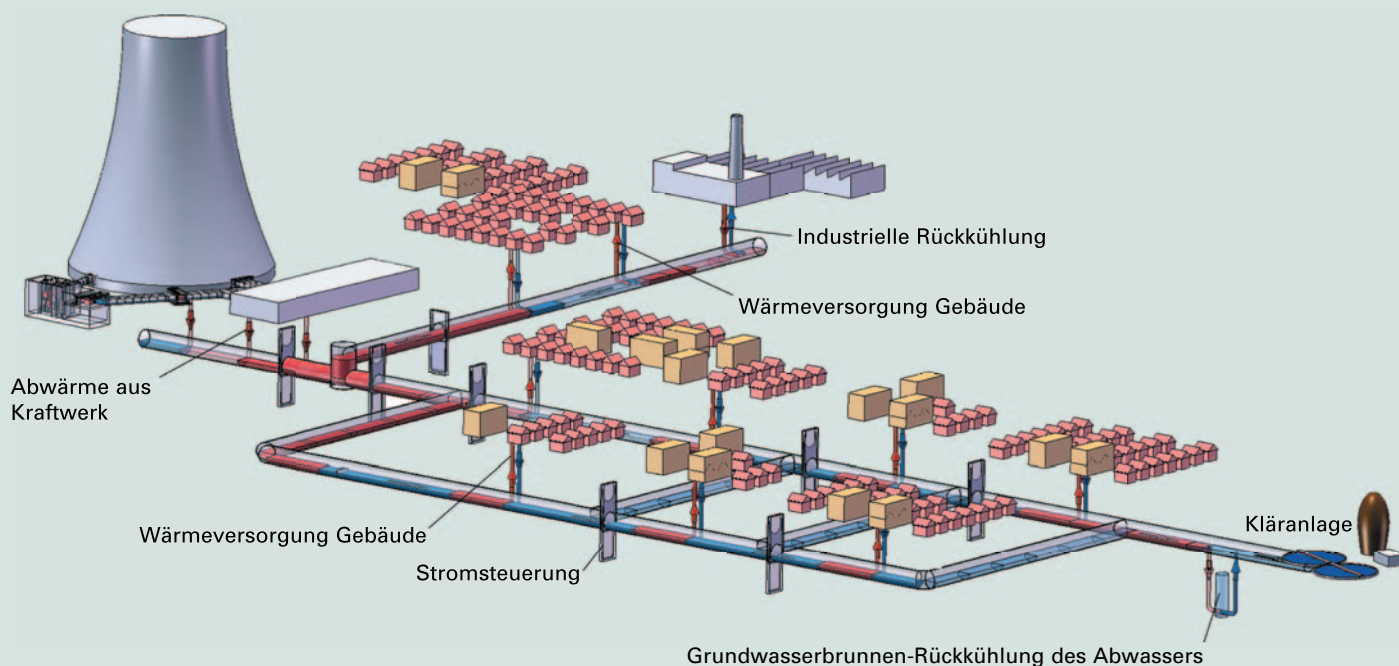 Industrielle Rückkühlung
Wärmeversorgung Gebäude
Abwärme aus
Kraftwerk
Wärmeversorgung Gebäude
Stromsteuerung
Kläranlage
Grundwasserbrunnen-Rückkühlung des Abwassers